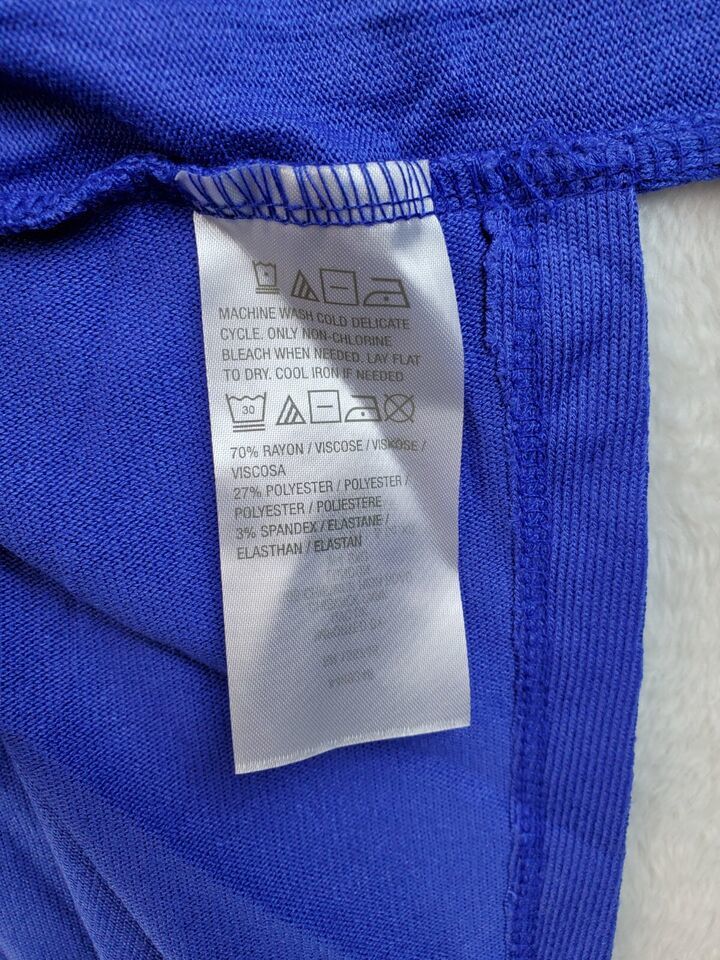 MACHINE WASH COLD DELICATE
CYCLE. ONLY NON-CHLORINE
BLEACH WHEN NEEDED. LAY FLAT
TO DRY. COOL IRON IF NEEDED
30
70% RAYON / VISCOSE / VISKOSE /
VISCOSA
27% POLYESTER / POLYESTER /
POLYESTER / POLIESTERE
3% SPANDEX / ELASTANE /
ELASTHAN / ELASTAN